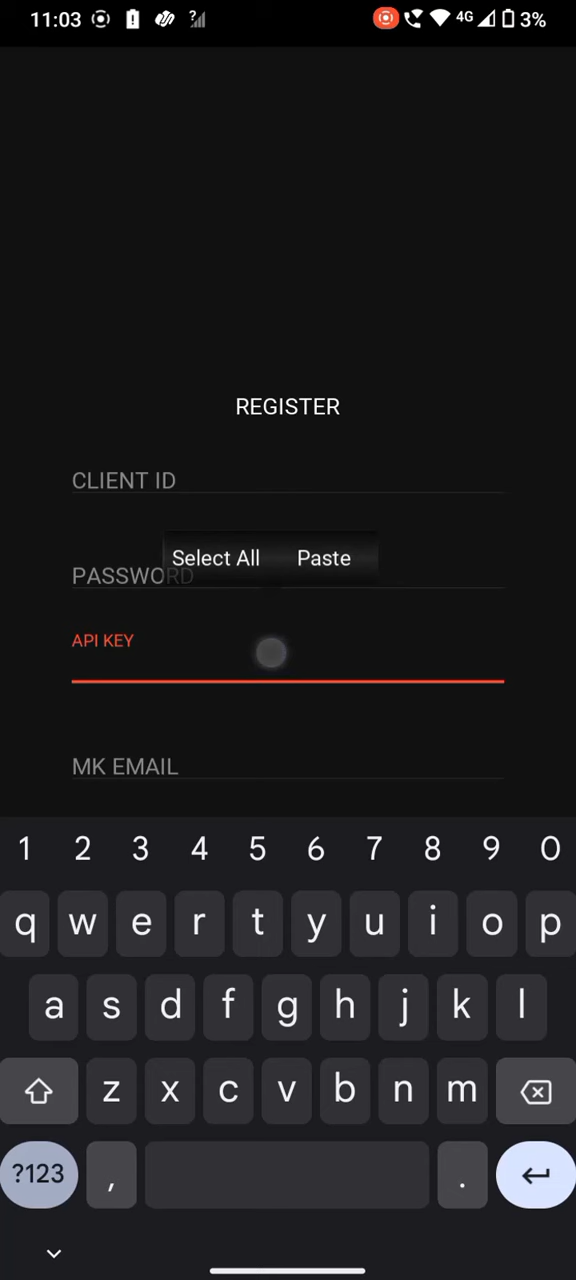 11:03 ? 4G 3%
REGISTER
CLIENT ID
Select All Paste
PASSWORD
API KEY
MK EMAIL
1 2 3 4 5 6 7 8 9 0
q w e r t y u i o p
a s d f g h j k l
z x c v b n m
?123 , .